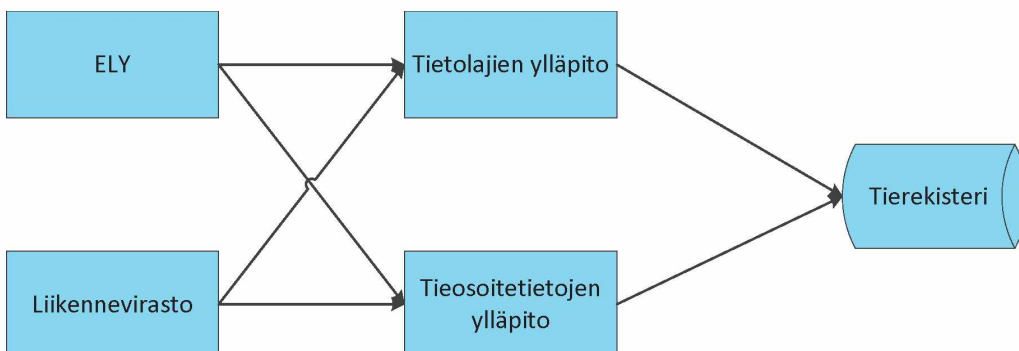 ELY
Tietolajien ylläpito
Tierekisteri
Liikennevirasto
Tieosoitetietojen
ylläpito